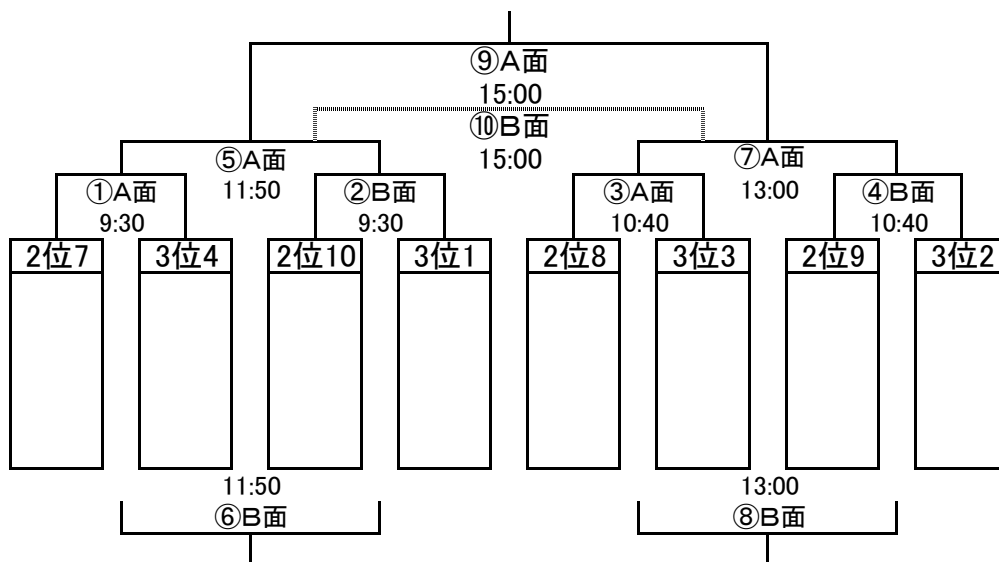 ⑨A面
15:00
⑩B面
15:00
⑤A面
11:50
⑦A面
13:00
①A面
9:30
②B面
9:30
③A面
10:40
④B面
10:40
2位7
3位4
2位10
3位1
2位8
3位3
2位9
3位2
11:50
⑥B面
13:00
⑧B面